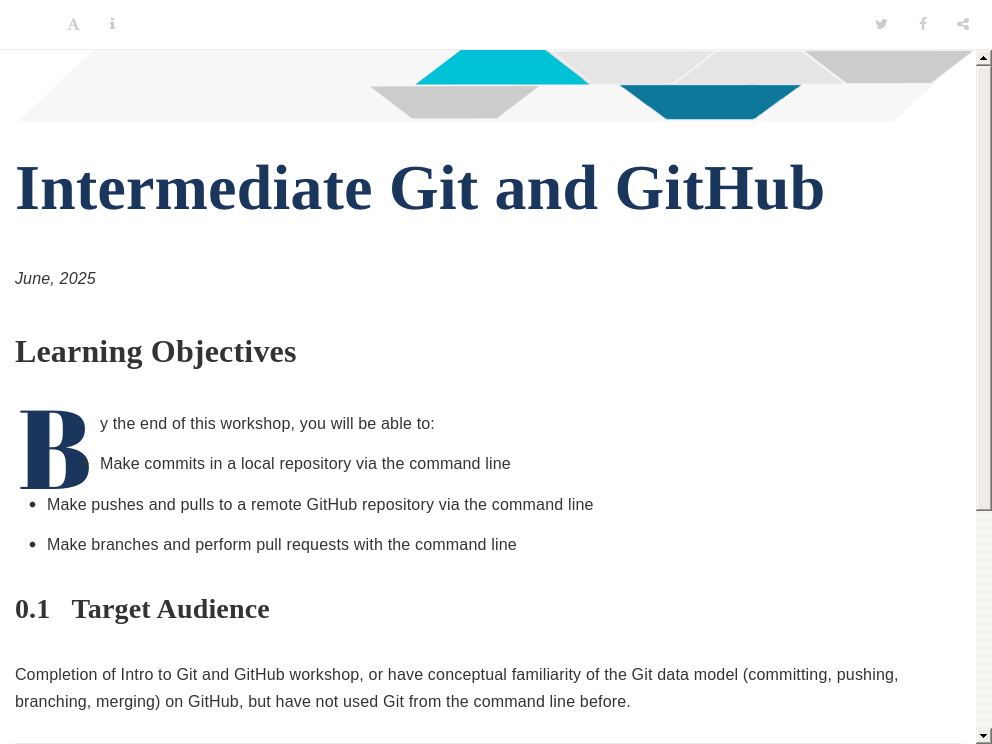 Intermediate Git and GitHub
June, 2025
Learning Objectives
By the end of this workshop, you will be able to:
Make commits in a local repository via the command line
Make pushes and pulls to a remote GitHub repository via the command line
Make branches and perform pull requests with the command line
0.1 Target Audience
Completion of Intro to Git and GitHub workshop, or have conceptual familiarity of the Git data model (committing, pushing,
branching, merging) on GitHub, but have not used Git from the command line before.